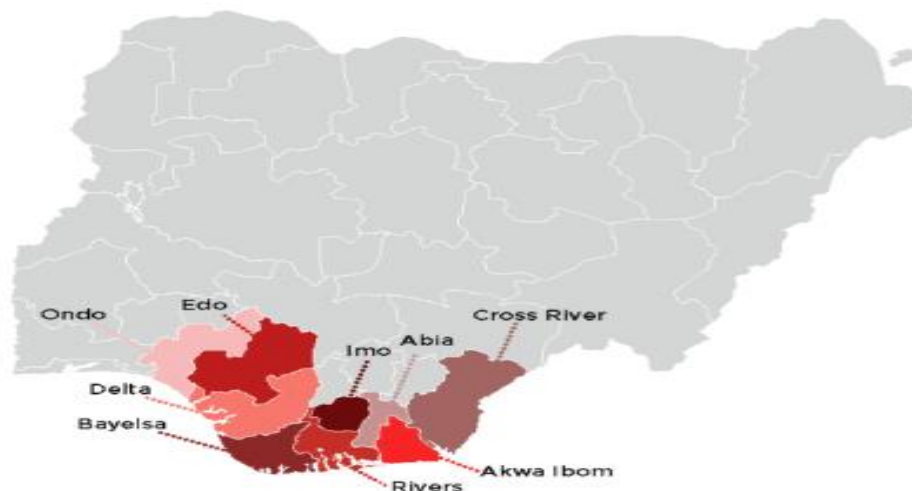 Ondo
Edo
Cross River
Imo
Abia
Delta
Bayelsa
Akwa Ibom
Rivers